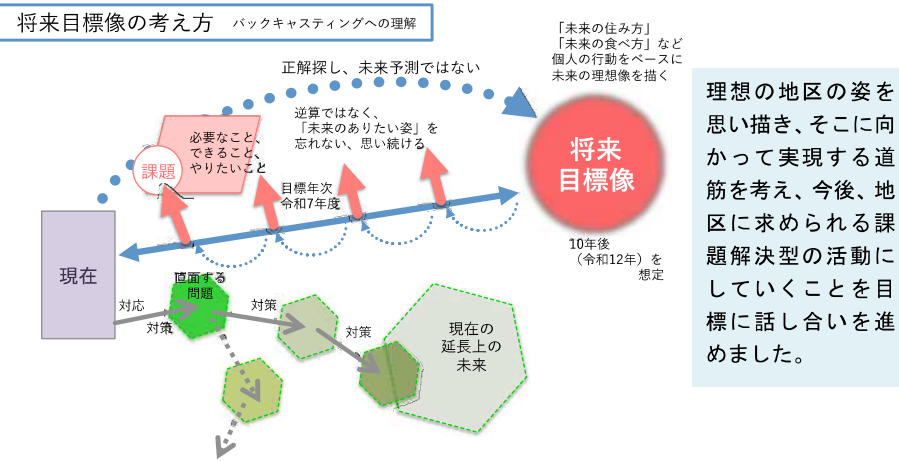 将来目標像の考え方 バックキャスティングへの理解
「未来の住み方」
「未来の食べ方」など
個人の行動をベースに
未来の理想像を描く
正解探し、未来予測ではない
逆算ではなく、
「未来のありたい姿」を
忘れない、思い続ける
必要なこと、
できること、
やりたいこと
課題
目標年次
令和7年度
将来
目標像
10年後
（令和12年）を
想定
現在
直面する
問題
対応
対策
対策
対策
現在の
延長上の
未来
理想の地区の姿を
思い描き、そこに向
かって実現する道
筋を考え、今後、地
区に求められる課
題解決型の活動に
していくことを目
標に話し合いを進
めました。